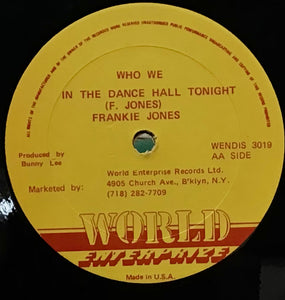 WHO WE
IN THE DANCE HALL TONIGHT
(F. JONES)
FRANKIE JONES
WENDIS 3019
AA SIDE
Produced by
Bunny Lee
World Enterprise Records Ltd.
Marketed by: 4905 Church Ave., B'klyn, N.Y.
(718) 282-7709
WORLD
ENTERPRIZE
Made in U.S.A.